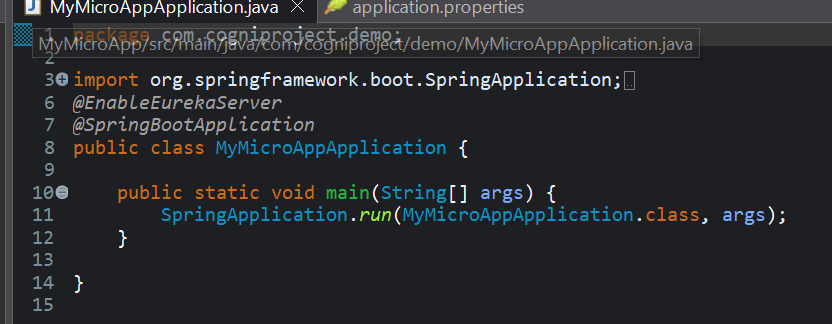 MyMicroAppApplication.java
application.properties
1 package com.cogniproject.demo;
MyMicroApp/src/main/java/com/cogniproject/demo/MyMicroAppApplication.java
2
3 import org.springframework.boot.SpringApplication;
6 @EnableEurekaServer
7 @SpringBootApplication
8 public class MyMicroAppApplication {
9
10 public static void main(String[] args) {
11 SpringApplication.run(MyMicroAppApplication.class, args);
12 }
13
14 }
15